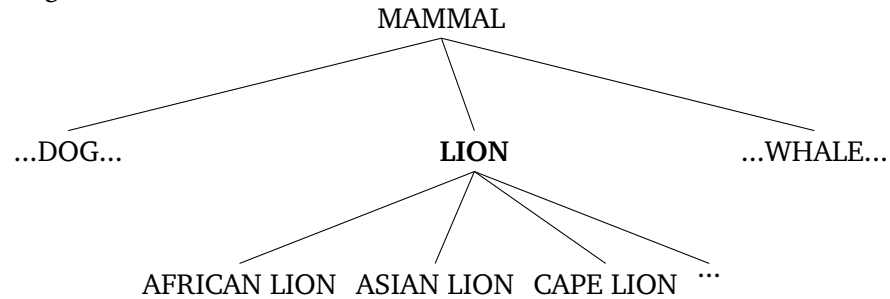 MAMMAL
...DOG... LION ...WHALE...
AFRICAN LION ASIAN LION CAPE LION ...